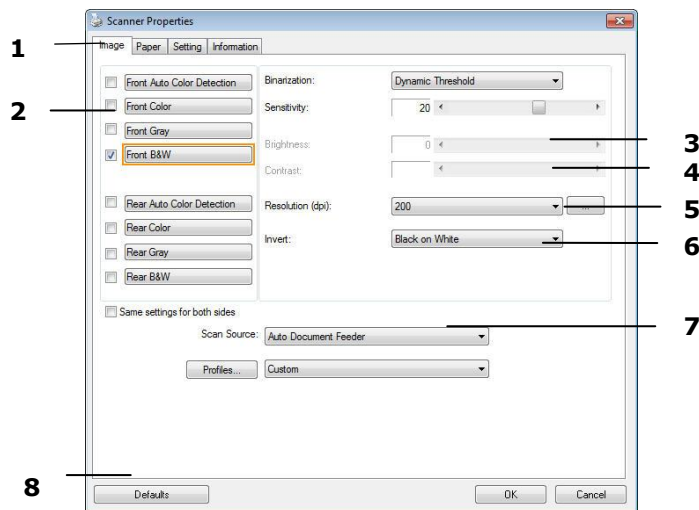 Scanner Properties
1 Image Paper Setting Information
Front Auto Color Detection Binarization: Dynamic Threshold
2 Front Color Sensitivity: 20
Front Gray
Brightness: 0 3
Front B&W
Contrast: 4
Rear Auto Color Detection Resolution (dpi): 200 ... 5
Rear Color
Invert: Black on White 6
Rear Gray
Rear B&W
Same settings for both sides
Scan Source: Auto Document Feeder 7
Profiles... Custom
8
Defaults OK Cancel